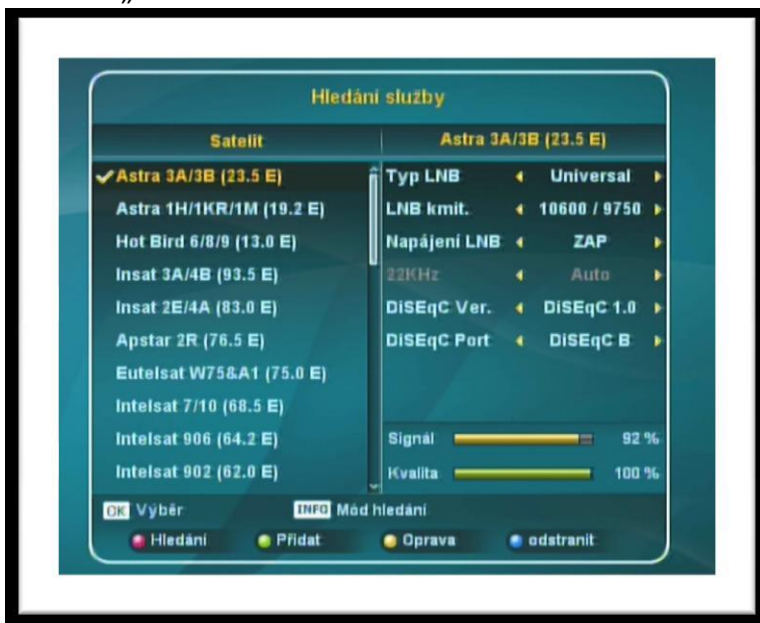 „
Hledání služby
Satelit
Astra 3A/3B (23.5 E)
Astra 3A/3B (23.5 E)
Astra 1H/1KR/1M (19.2 E)
Hot Bird 6/8/9 (13.0 E)
Insat 3A/4B (93.5 E)
Insat 2E/4A (83.0 E)
Apstar 2R (76.5 E)
Eutelsat W75&A1 (75.0 E)
Intelsat 7/10 (68.5 E)
Intelsat 906 (64.2 E)
Intelsat 902 (62.0 E)
Typ LNB Universal
LNB kmit. 10600 / 9750
Napájení LNB ZAP
22KHz Auto
DiSEqC Ver. DiSEqC 1.0
DiSEqC Port DiSEqC B
Signál 92 %
Kvalita 100 %
OK Výběr INFO Mód hledání
Hledání Přidat Oprava odstranit